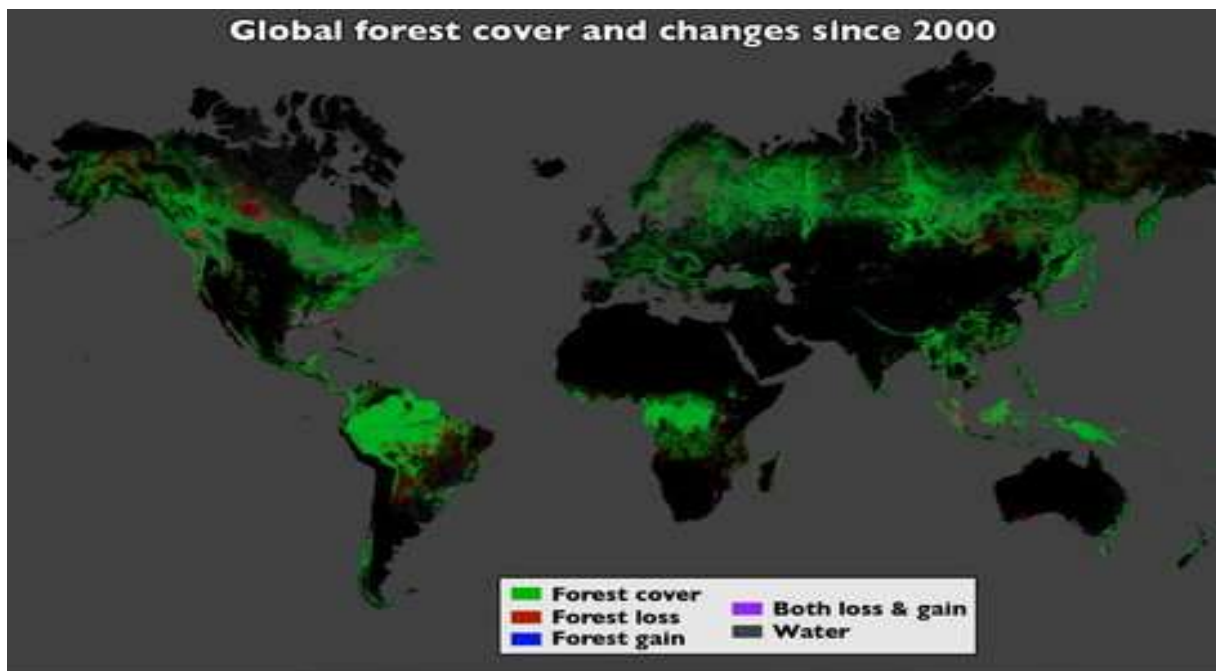 Global forest cover and changes since 2000
Forest cover
Forest loss
Forest gain
Both loss & gain
Water